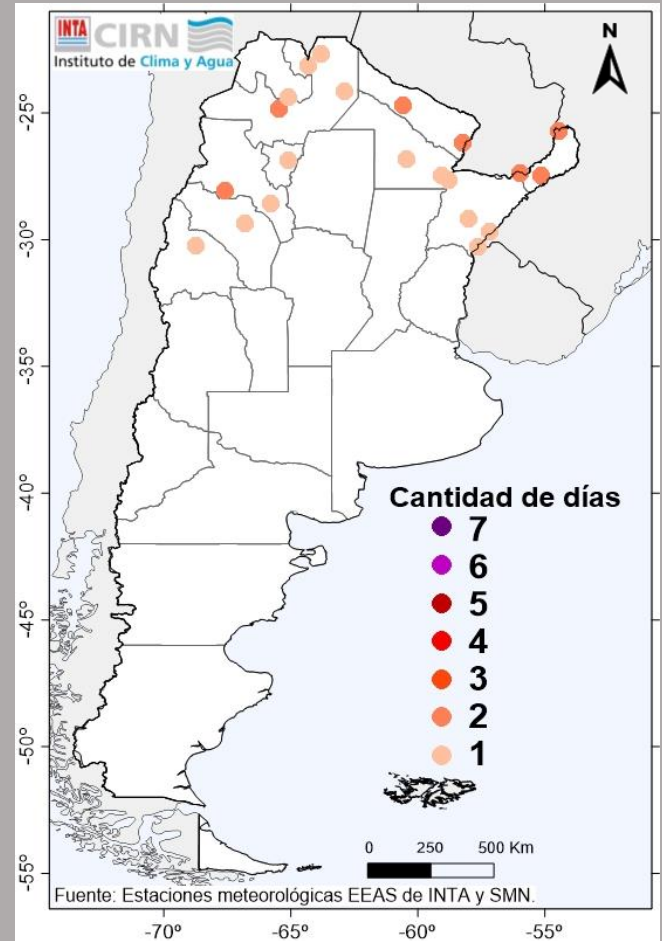 INTA CIRN
Instituto de Clima y Agua
N
-25°
-30°
-35°
-40°
-45°
-50°
-55°
Cantidad de días
7
6
5
4
3
2
1
0 250 500 Km
Fuente: Estaciones meteorológicas EEAS de INTA y SMN.
-70° -65° -60° -55°